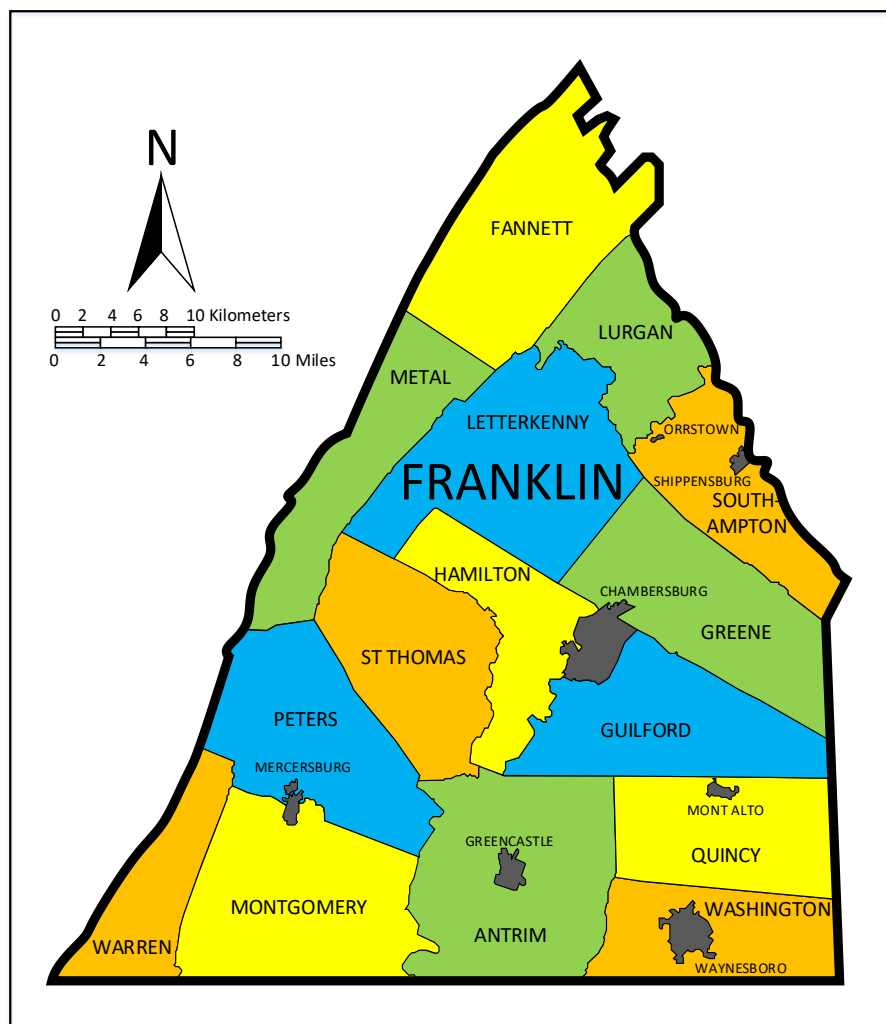 N
FANNETT
0 2 4 6 8 10 Kilometers
0 2 4 6 8 10 Miles
LURGAN
METAL
LETTERKENNY
ORRSTOWN
FRANKLIN
SHIPPENSBURG
SOUTH-
AMPTON
HAMILTON
CHAMBERSBURG
GREENE
ST THOMAS
PETERS
GUILFORD
MERCERSBURG
MONT ALTO
GREENCASTLE
QUINCY
MONTGOMERY
WASHINGTON
ANTRIM
WARREN
WAYNESBORO